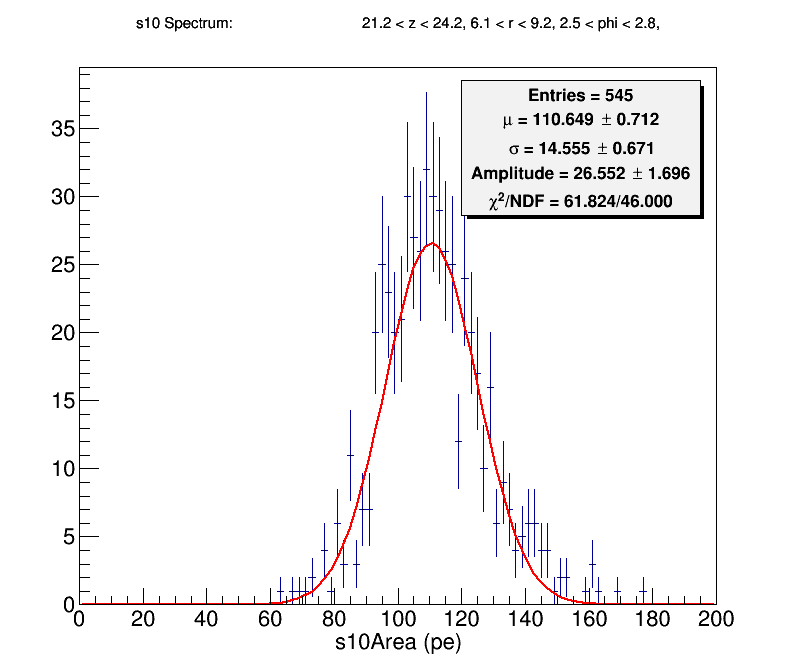 s10 Spectrum: 21.2 < z < 24.2, 6.1 < r < 9.2, 2.5 < phi < 2.8,
Entries = 545
μ = 110.649 ± 0.712
σ = 14.555 ± 0.671
Amplitude = 26.552 ± 1.696
χ²/NDF = 61.824/46.000
35
30
25
20
15
10
5
0
0 20 40 60 80 100 120 140 160 180 200
s10Area (pe)